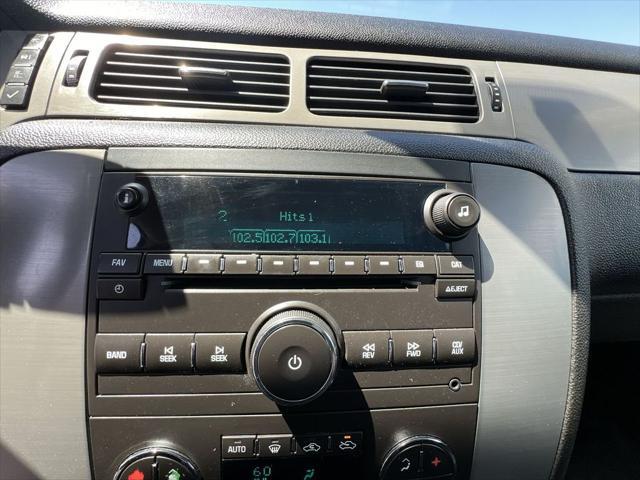 2 Hits 1
102.5 102.7 103.1
FAV MENU CAT
EJECT
BAND SEEK SEEK REV FWD CD/
AUX
AUTO
60